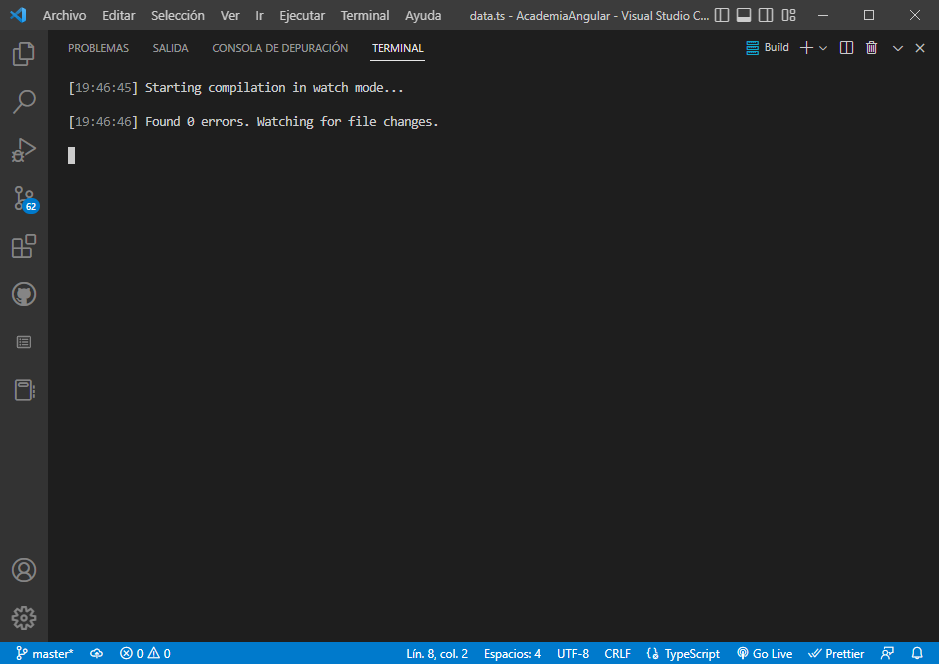 Archivo Editar Selección Ver Ir Ejecutar Terminal Ayuda data.ts - AcademiaAngular - Visual Studio C...
PROBLEMAS SALIDA CONSOLA DE DEPURACIÓN TERMINAL Build
[19:46:45] Starting compilation in watch mode...
[19:46:46] Found 0 errors. Watching for file changes.
62
master* 0 0 Lín. 8, col. 2 Espacios: 4 UTF-8 CRLF TypeScript Go Live Prettier